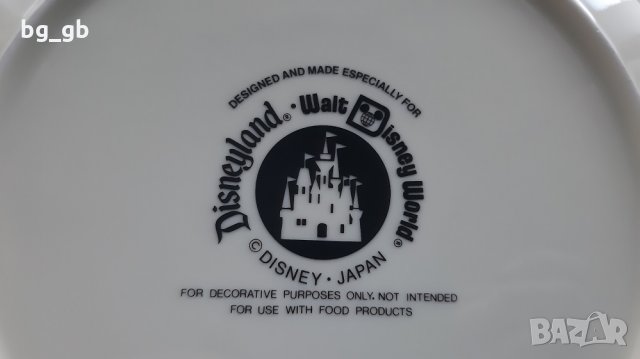 bg_gb
DESIGNED AND MADE ESPECIALLY FOR
Disneyland® · Walt Disney World®
© DISNEY · JAPAN
FOR DECORATIVE PURPOSES ONLY. NOT INTENDED
FOR USE WITH FOOD PRODUCTS
BAZAR